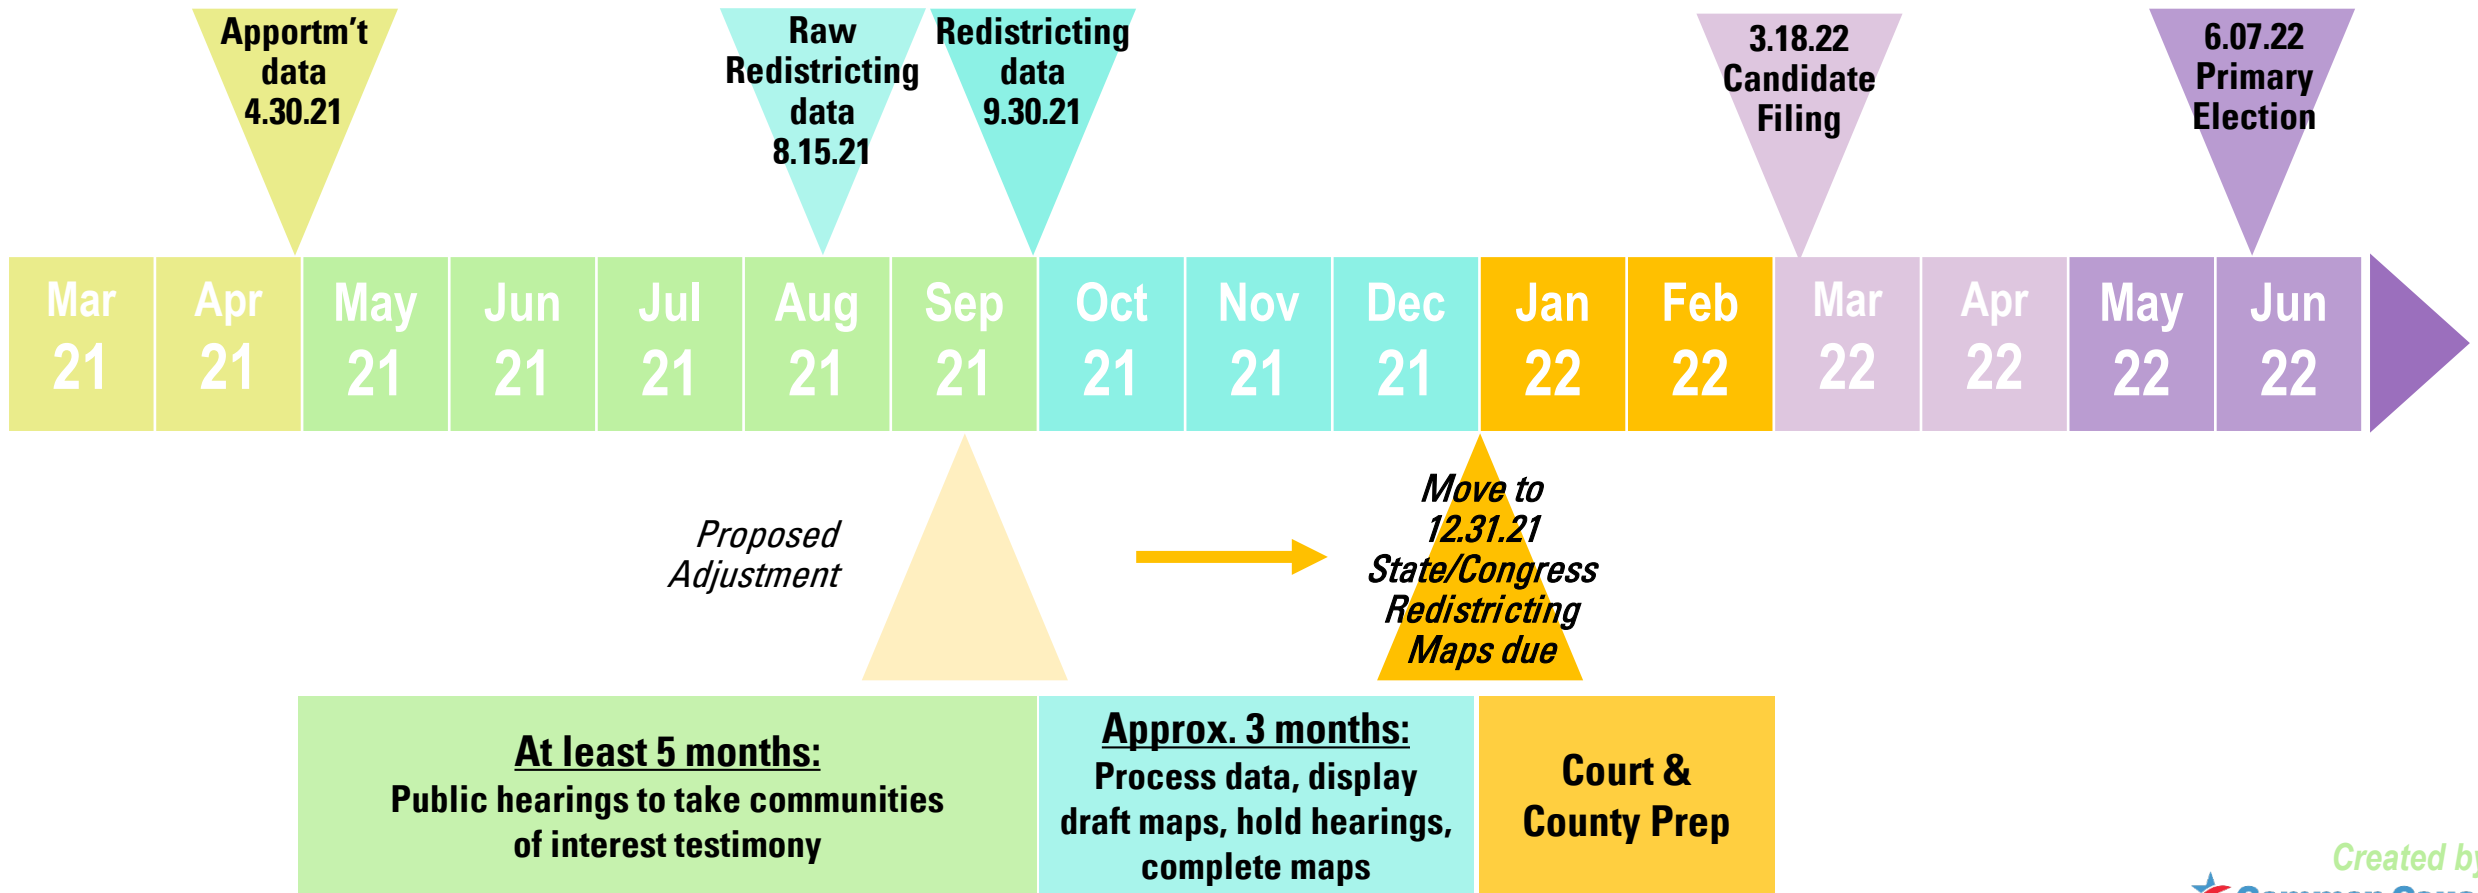 Apportm't
data
4.30.21
Raw
Redistricting
data
8.15.21
Redistricting
data
9.30.21
3.18.22
Candidate
Filing
6.07.22
Primary
Election
Mar
21
Apr
21
May
21
Jun
21
Jul
21
Aug
21
Sep
21
Oct
21
Nov
21
Dec
21
Jan
22
Feb
22
Mar
22
Apr
22
May
22
Jun
22
Proposed
Adjustment
Move to
12.31.21
State/Congress
Redistricting
Maps due
At least 5 months:
Public hearings to take communities
of interest testimony
Approx. 3 months:
Process data, display
draft maps, hold hearings,
complete maps
Court &
County Prep
Created by
Common Caus